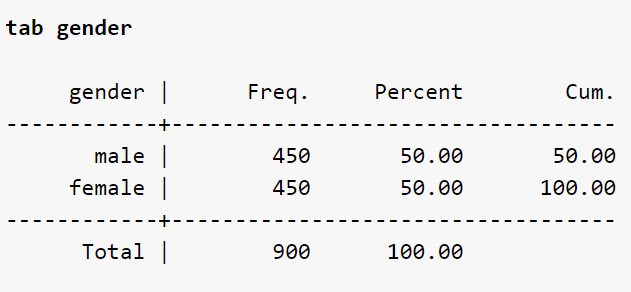 tab gender
gender | Freq. Percent Cum.
------------+-----------------------------------
male | 450 50.00 50.00
female | 450 50.00 100.00
------------+-----------------------------------
Total | 900 100.00